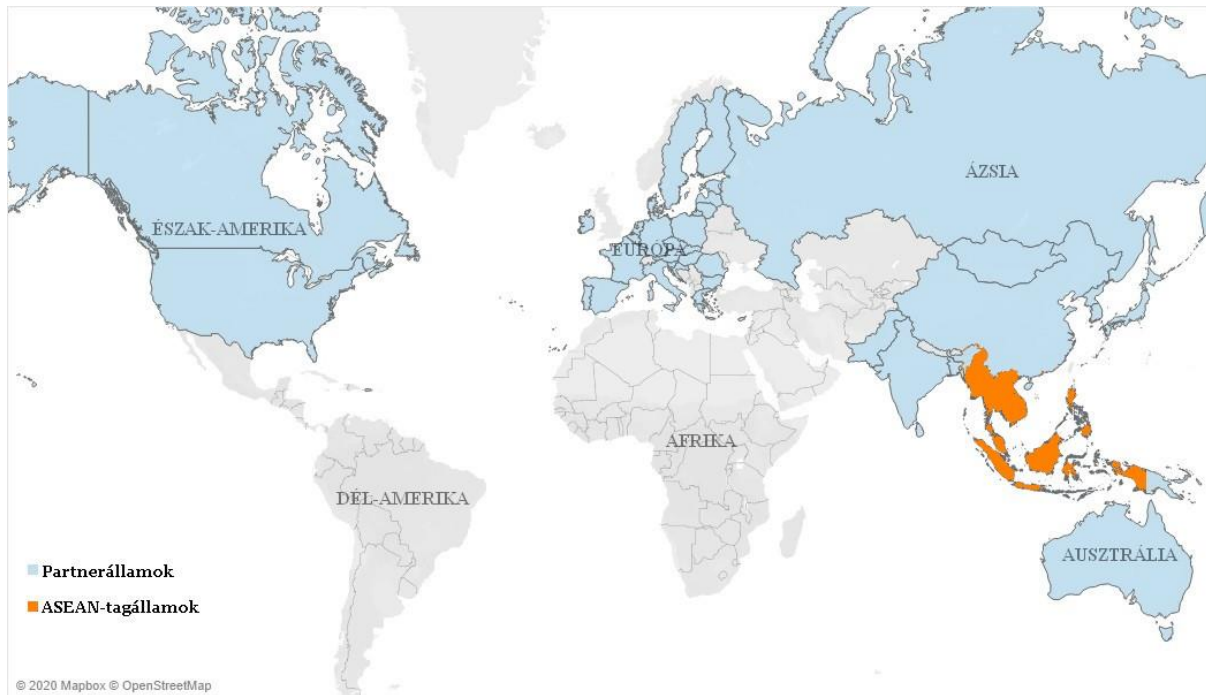 ÁZSIA
ÉSZAK-AMERIKA
EURÓPA
AFRIKA
DÉL-AMERIKA
AUSZTRÁLIA
Partnerállamok
ASEAN-tagállamok
© 2020 Mapbox © OpenStreetMap